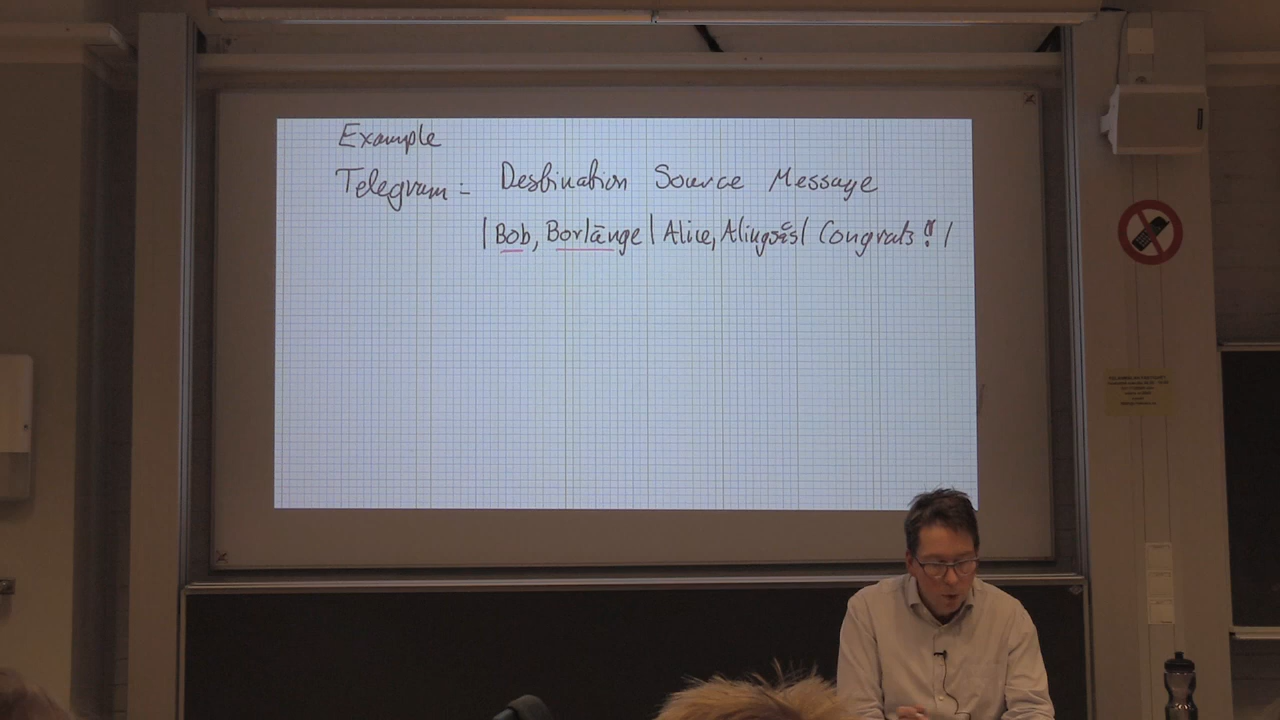 Example
Telegram: Destination Source Message
| Bob, Borlänge | Alice, Alingsås | Congrats! |